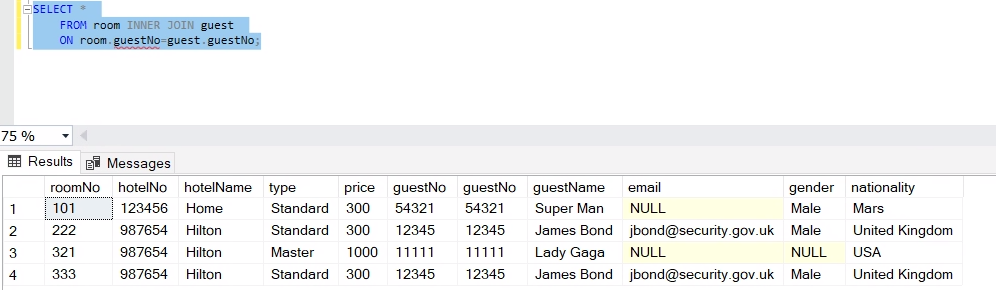 SELECT *
FROM room INNER JOIN guest
ON room.guestNo=guest.guestNo;
75 %
Results Messages
roomNo hotelNo hotelName type price guestNo guestNo guestName email gender nationality
1 101 123456 Home Standard 300 54321 54321 Super Man NULL Male Mars
2 222 987654 Hilton Standard 300 12345 12345 James Bond jbond@security.gov.uk Male United Kingdom
3 321 987654 Hilton Master 1000 11111 11111 Lady Gaga NULL NULL USA
4 333 987654 Hilton Standard 300 12345 12345 James Bond jbond@security.gov.uk Male United Kingdom